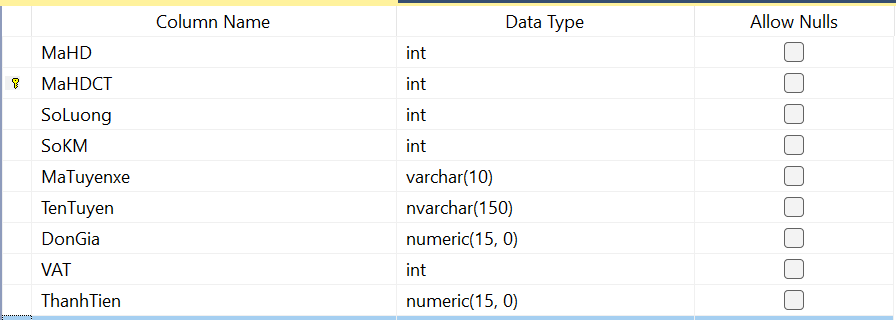 Column Name Data Type Allow Nulls
MaHD int
MaHDCT int
SoLuong int
SoKM int
MaTuyenxe varchar(10)
TenTuyen nvarchar(150)
DonGia numeric(15, 0)
VAT int
ThanhTien numeric(15, 0)